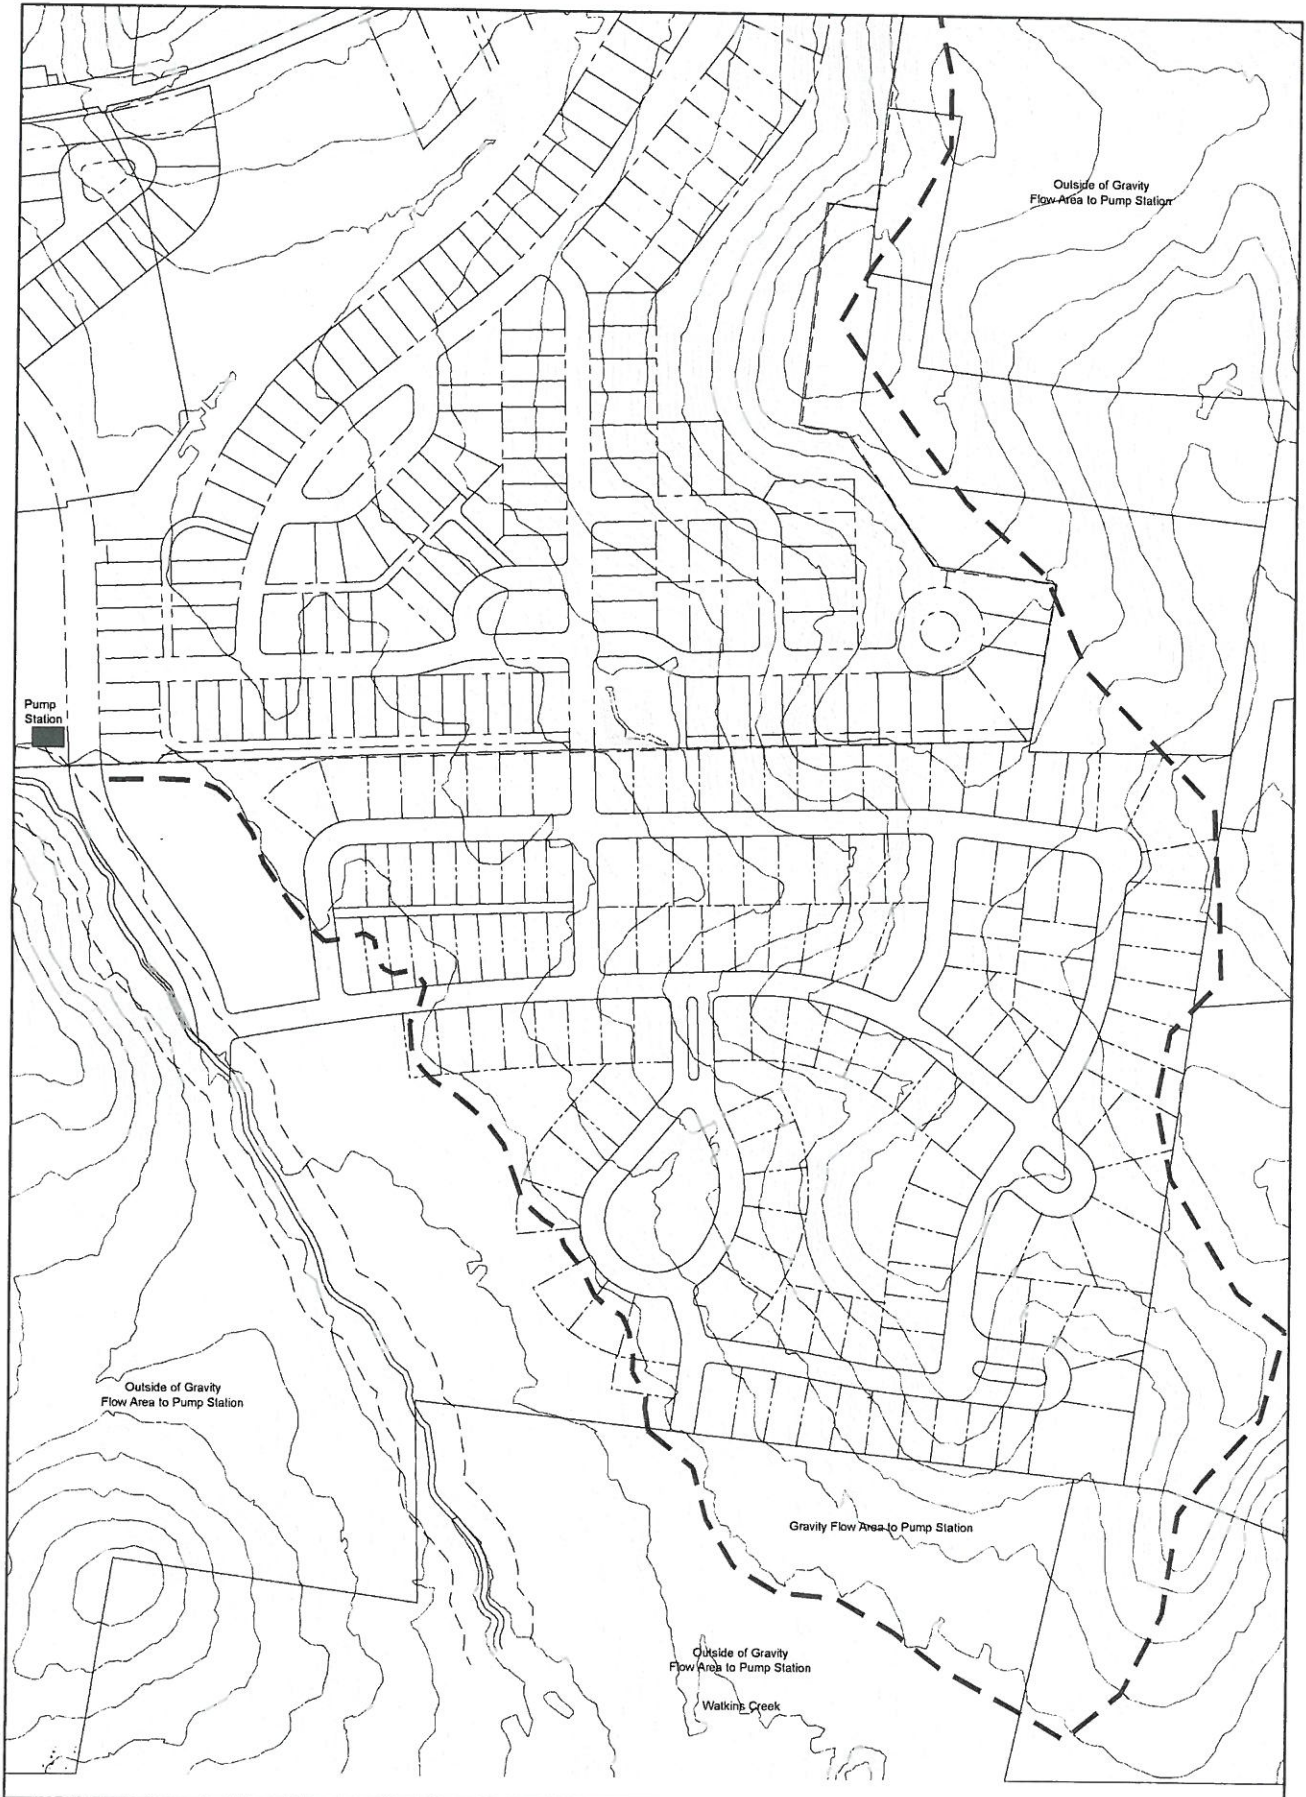 Outside of Gravity
Flow Area to Pump Station
Pump
Station
Outside of Gravity
Flow Area to Pump Station
Gravity Flow Area to Pump Station
Outside of Gravity
Flow Area to Pump Station
Watkins Creek